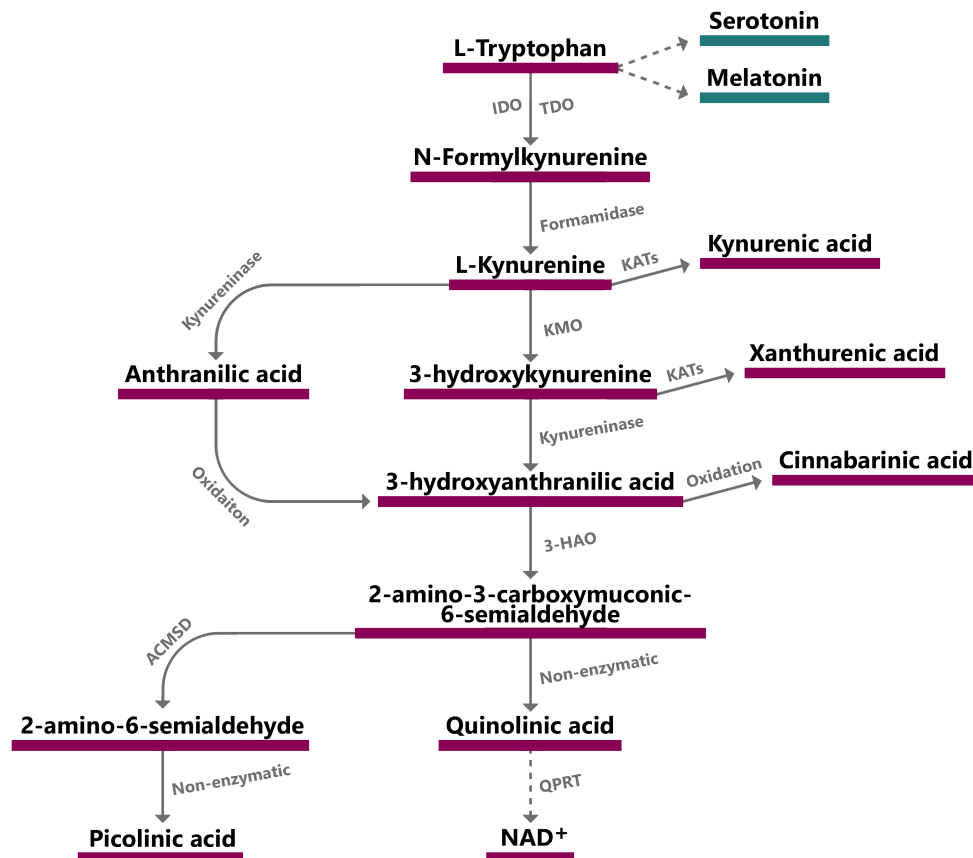 Serotonin
L-Tryptophan
Melatonin
IDO
TDO
N-Formylkynurenine
Formamidase
Kynurenic acid
L-Kynurenine
KATs
Kynureninase
KMO
Xanthurenic acid
Anthranilic acid
3-hydroxykynurenine
KATs
Kynureninase
Cinnabarinic acid
Oxidaiton
3-hydroxyanthranilic acid
Oxidation
3-HAO
2-amino-3-carboxymuconic-
6-semialdehyde
ACMSD
Non-enzymatic
2-amino-6-semialdehyde
Quinolinic acid
Non-enzymatic
QPRT
Picolinic acid
NAD+